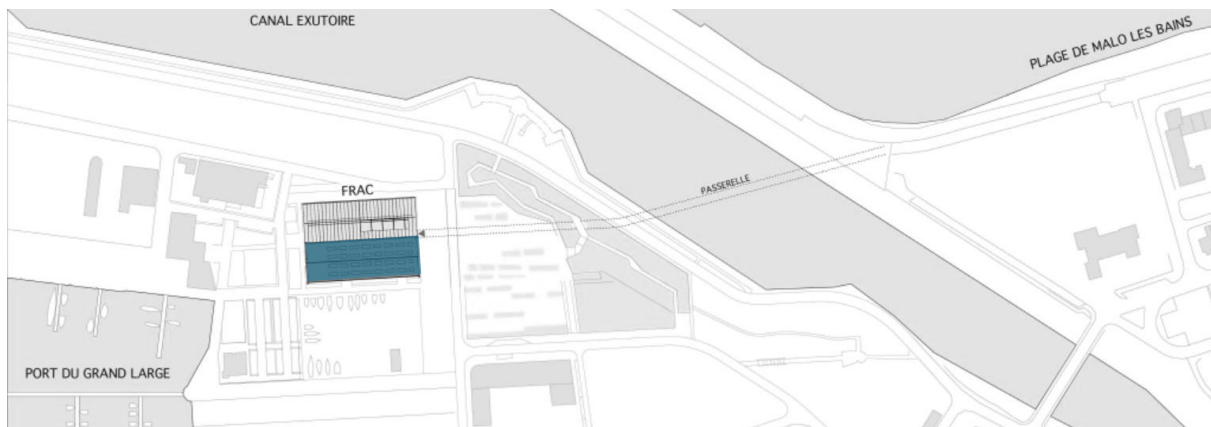 CANAL EXUTOIRE
PLAGE DE MALO LES BAINS
PASSERELLE
FRAC
PORT DU GRAND LARGE